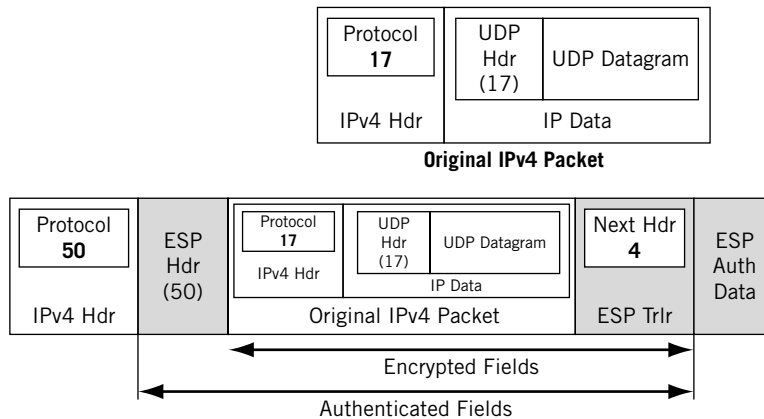 Protocol
17
IPv4 Hdr
UDP
Hdr
(17)
UDP Datagram
IP Data
Original IPv4 Packet
Protocol
50
IPv4 Hdr
ESP
Hdr
(50)
Protocol
17
IPv4 Hdr
UDP
Hdr
(17)
UDP Datagram
IP Data
Original IPv4 Packet
Next Hdr
4
ESP Trlr
ESP
Auth
Data
Encrypted Fields
Authenticated Fields